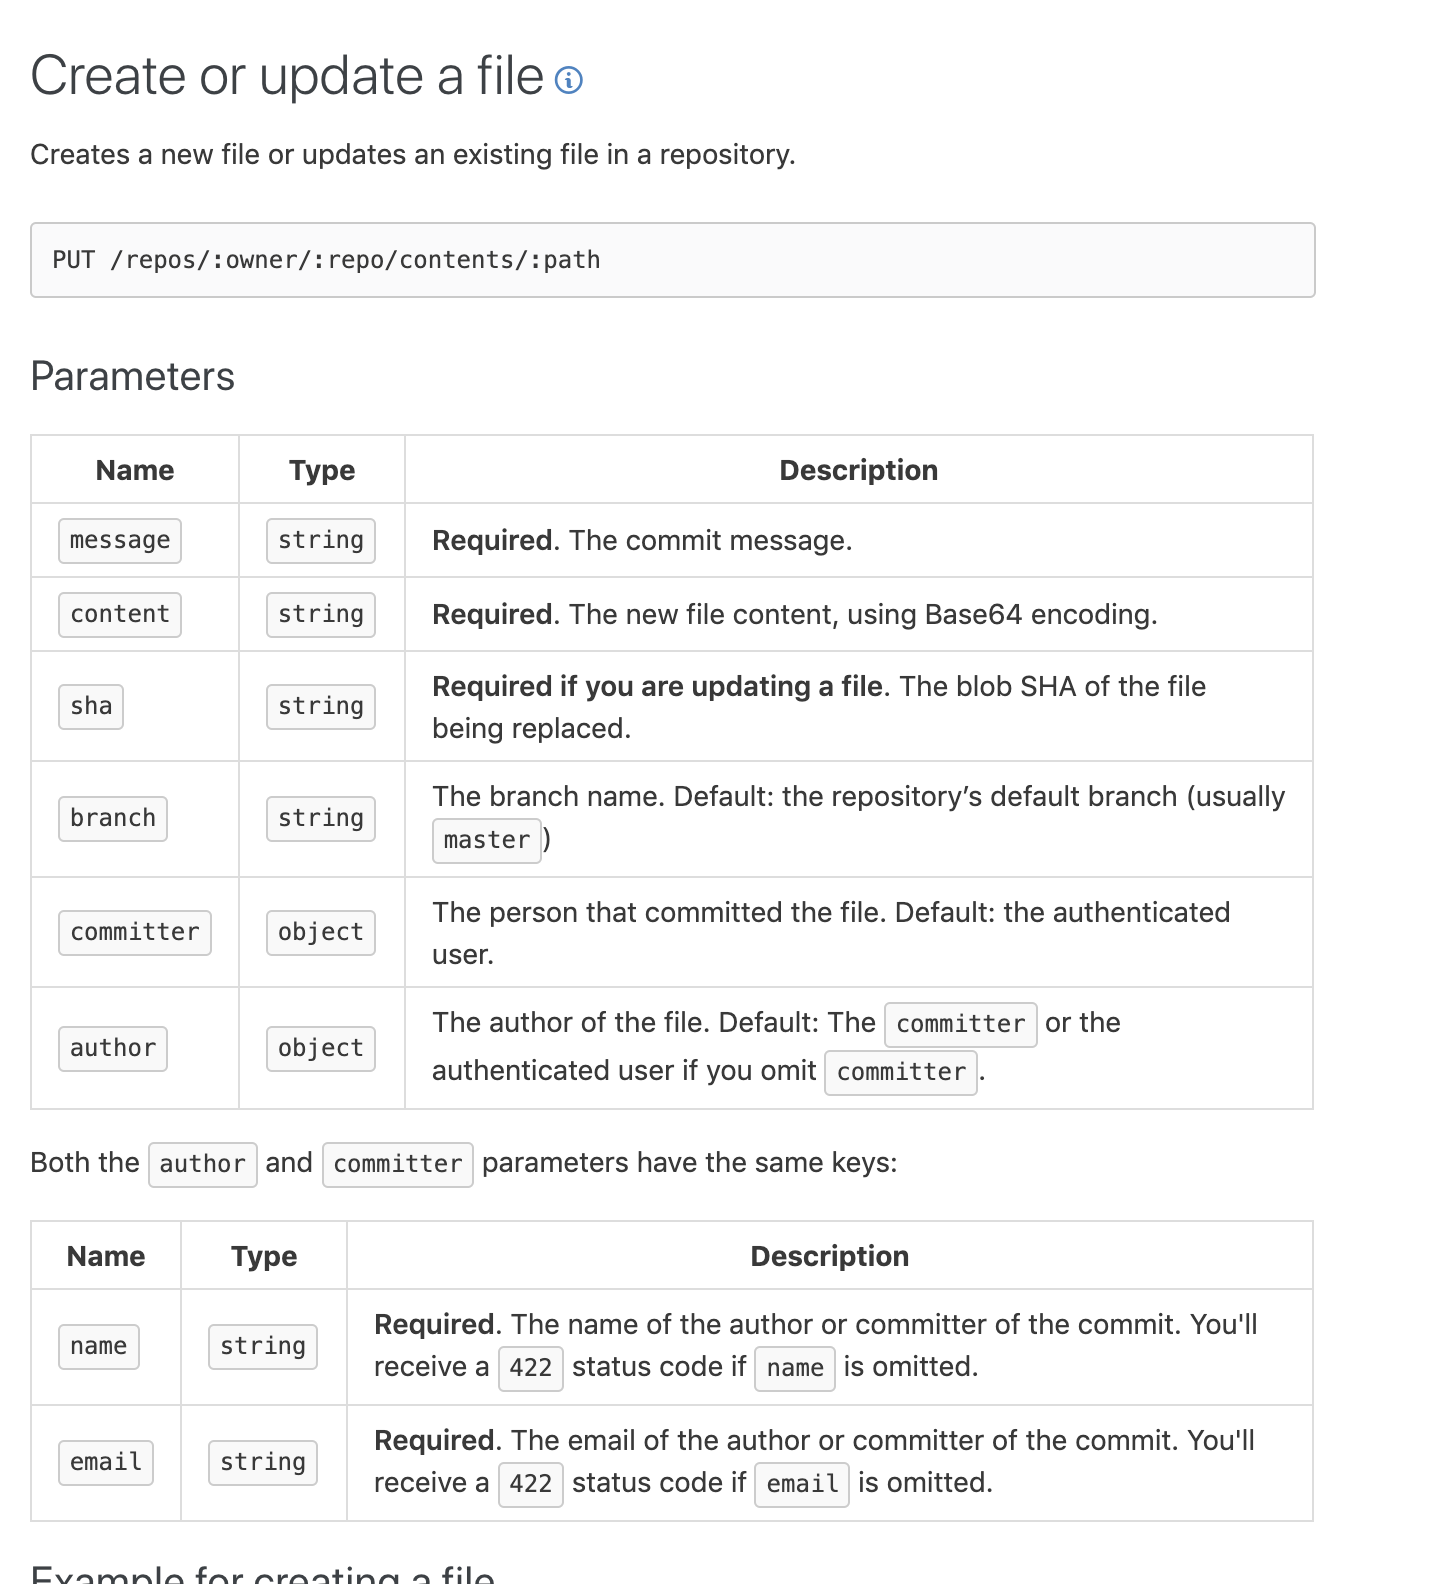 Create or update a file
Creates a new file or updates an existing file in a repository.
PUT /repos/:owner/:repo/contents/:path
Parameters
Name Type Description
message string Required. The commit message.
content string Required. The new file content, using Base64 encoding.
sha string Required if you are updating a file. The blob SHA of the file
being replaced.
branch string The branch name. Default: the repository’s default branch (usually
master)
committer object The person that committed the file. Default: the authenticated
user.
author object The author of the file. Default: The committer or the
authenticated user if you omit committer.
Both the author and committer parameters have the same keys:
Name Type Description
name string Required. The name of the author or committer of the commit. You'll
receive a 422 status code if name is omitted.
email string Required. The email of the author or committer of the commit. You'll
receive a 422 status code if email is omitted.
Example for creating a file